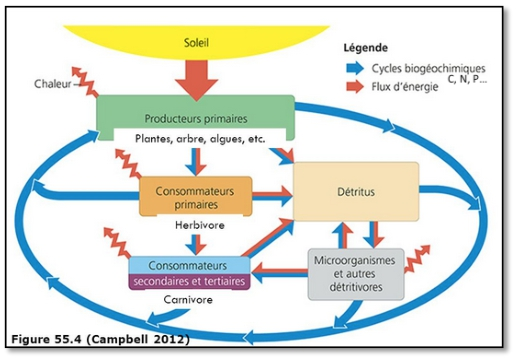 Soleil
Légende
Cycles biogéochimiques
C, N, P...
Flux d'énergie
Chaleur
Producteurs primaires
Plantes, arbre, algues, etc.
Consommateurs
primaires
Détritus
Herbivore
Consommateurs
secondaires et tertiaires
Microorganismes
et autres
détritivores
Carnivore
Figure 55.4 (Campbell 2012)